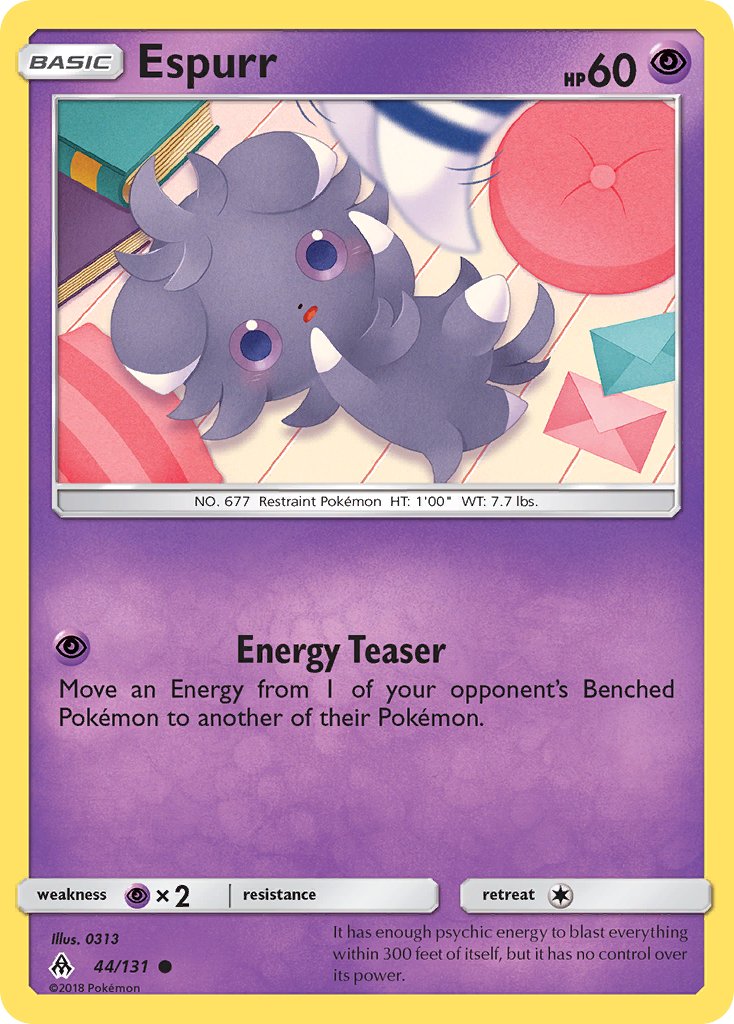 BASIC
Espurr
HP60
NO. 677 Restraint Pokémon HT: 1'00" WT: 7.7 lbs.
Energy Teaser
Move an Energy from 1 of your opponent's Benched
Pokémon to another of their Pokémon.
weakness ×2 resistance retreat
Illus. 0313
44/131
©2018 Pokémon
It has enough psychic energy to blast everything
within 300 feet of itself, but it has no control over
its power.